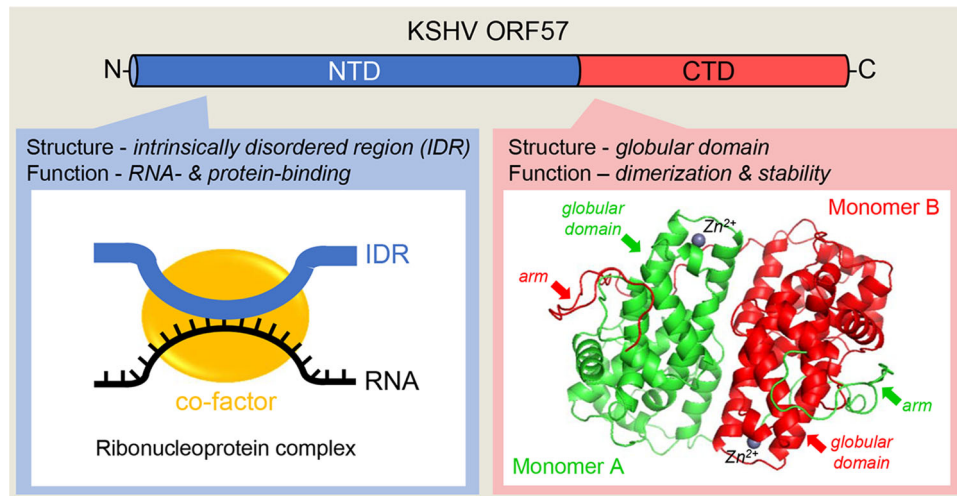 KSHV ORF57
N- NTD CTD -C
Structure - intrinsically disordered region (IDR)
Function - RNA- & protein-binding
IDR
RNA
co-factor
Ribonucleoprotein complex
Structure - globular domain
Function – dimerization & stability
Monomer B
globular
domain
Zn²⁺
arm
arm
Zn²⁺
globular
domain
Monomer A